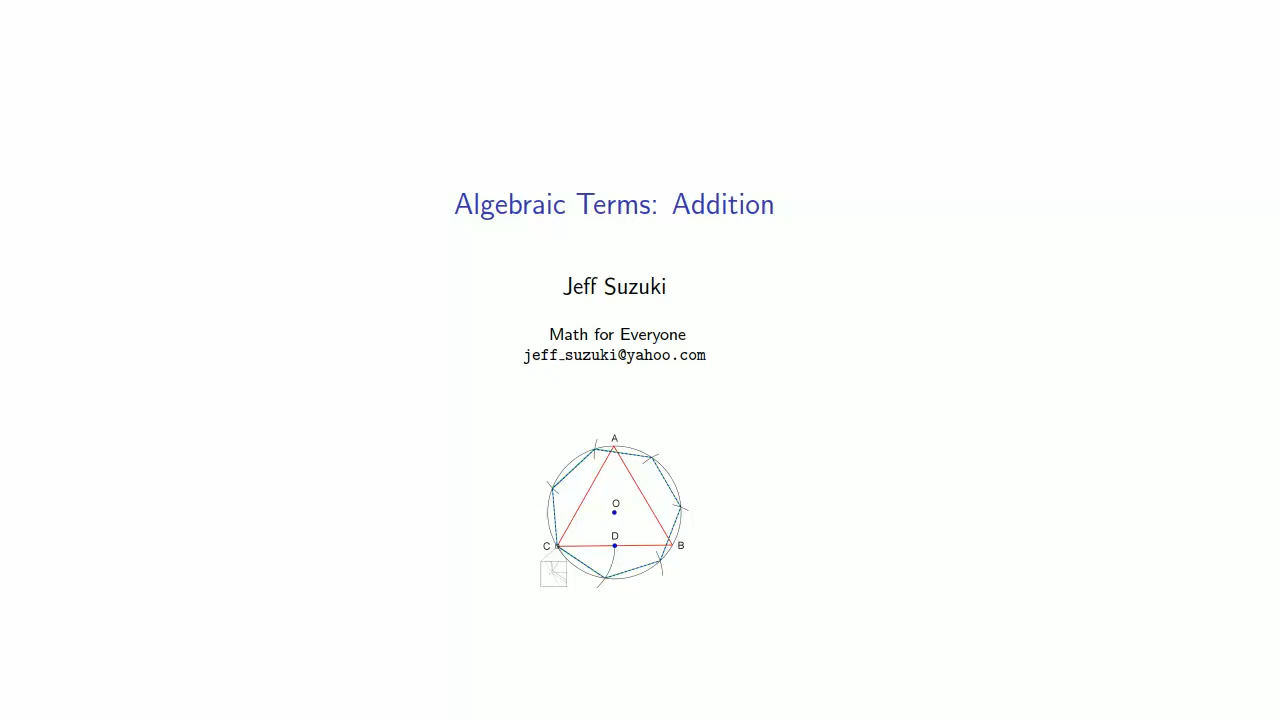 Algebraic Terms: Addition
Jeff Suzuki
Math for Everyone
jeff_suzuki@yahoo.com
A
O
D
C
B